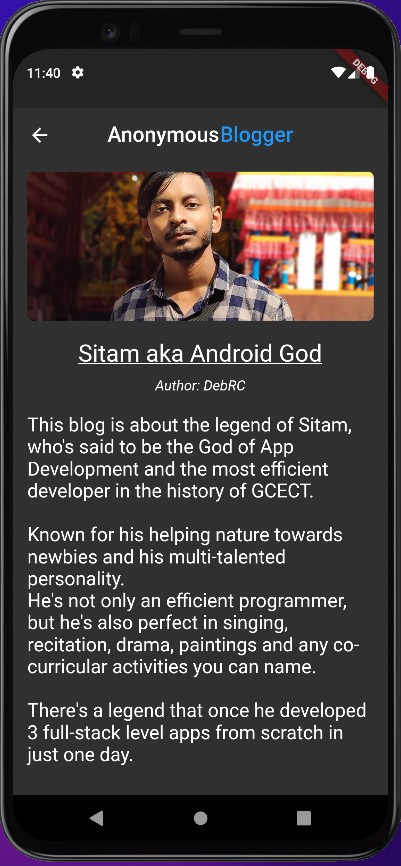 11:40
DEBUG
AnonymousBlogger
Sitam aka Android God
Author: DebRC
This blog is about the legend of Sitam,
who's said to be the God of App
Development and the most efficient
developer in the history of GCECT.
Known for his helping nature towards
newbies and his multi-talented
personality.
He's not only an efficient programmer,
but he's also perfect in singing,
recitation, drama, paintings and any co-
curricular activities you can name.
There's a legend that once he developed
3 full-stack level apps from scratch in
just one day.